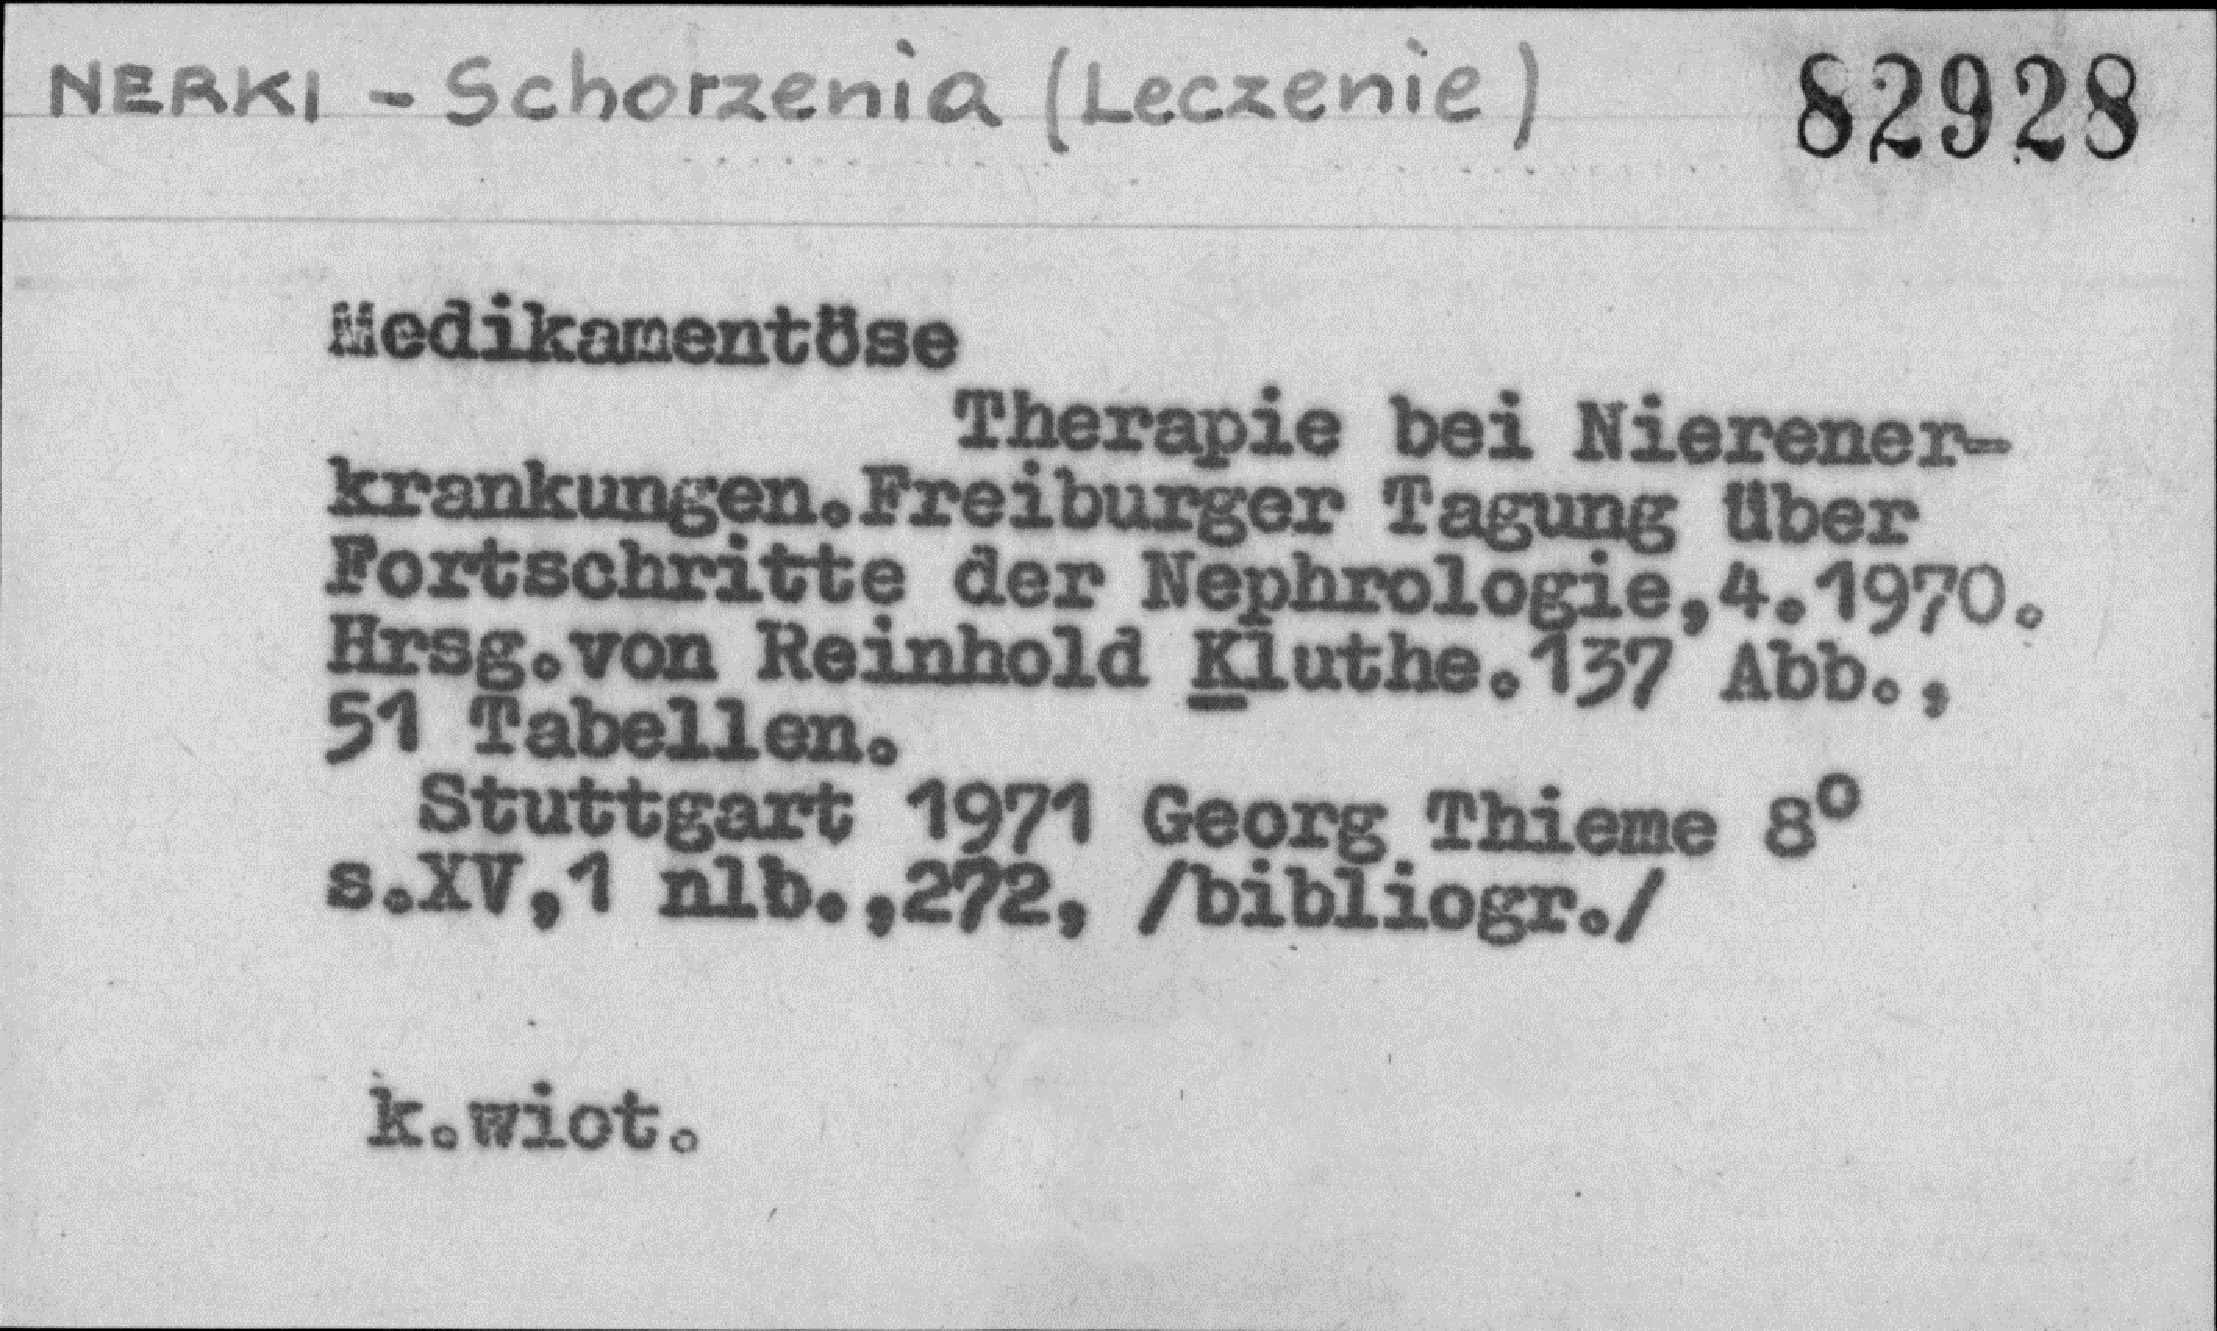 NERKI - Schorzenia (Leczenie) 82928
Medikamentöse
Therapie bei Nierener-
krankungen.Freiburger Tagung über
Fortschritte der Nephrologie,4.1970.
Hrsg.von Reinhold Kluthe.137 Abb.,
51 Tabellen.
Stuttgart 1971 Georg Thieme 8°
s.XV,1 nlb.,272, /bibliogr./
k.wiot.